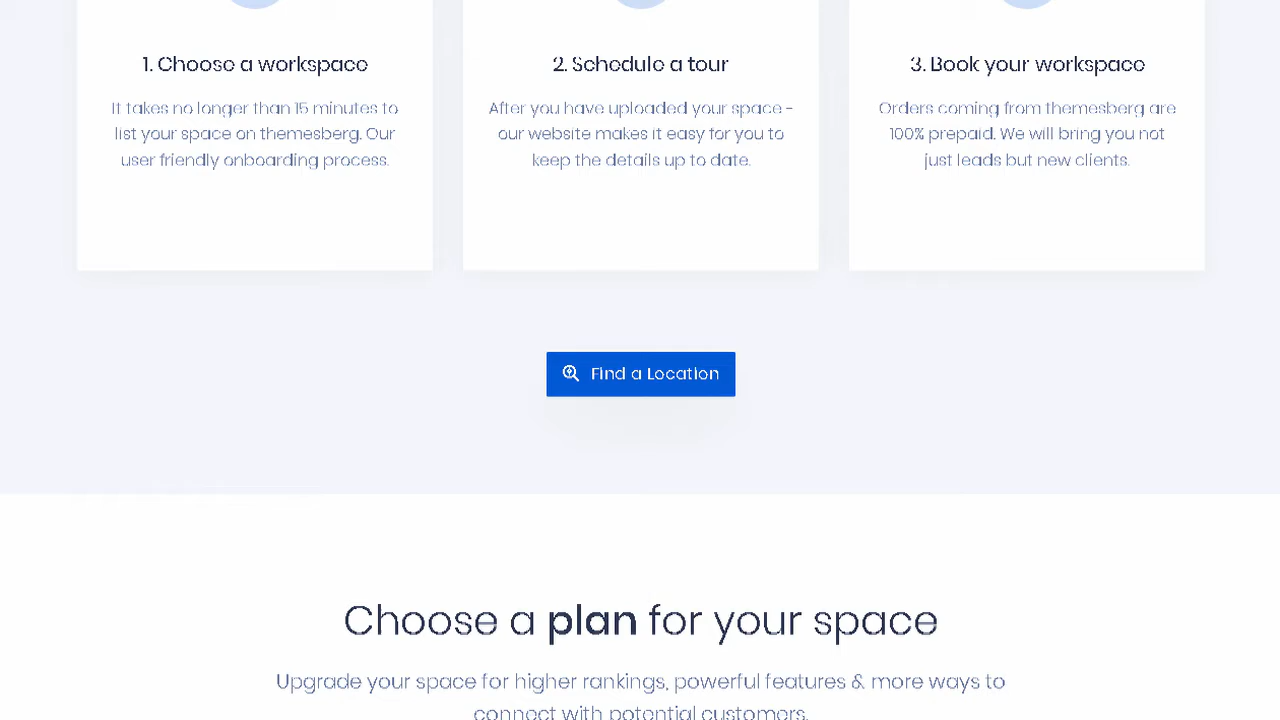 1. Choose a workspace
It takes no longer than 15 minutes to
list your space on themesberg. Our
user friendly onboarding process.
2. Schedule a tour
After you have uploaded your space -
our website makes it easy for you to
keep the details up to date.
3. Book your workspace
Orders coming from themesberg are
100% prepaid. We will bring you not
just leads but new clients.
Find a Location
Choose a plan for your space
Upgrade your space for higher rankings, powerful features & more ways to
connect with potential customers.